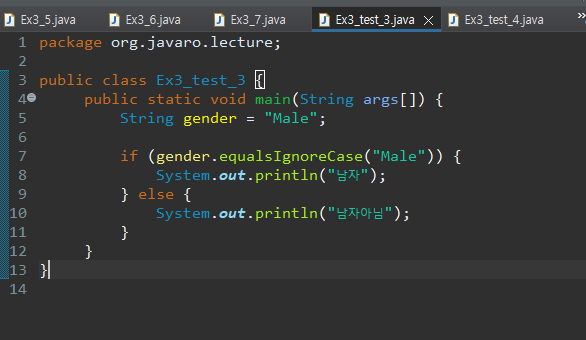 Ex3_5.java Ex3_6.java Ex3_7.java Ex3_test_3.java Ex3_test_4.java
1 package org.javaro.lecture;
2
3 public class Ex3_test_3 {
4 public static void main(String args[]) {
5 String gender = "Male";
6
7 if (gender.equalsIgnoreCase("Male")) {
8 System.out.println("남자");
9 } else {
10 System.out.println("남자아님");
11 }
12 }
13 }
14